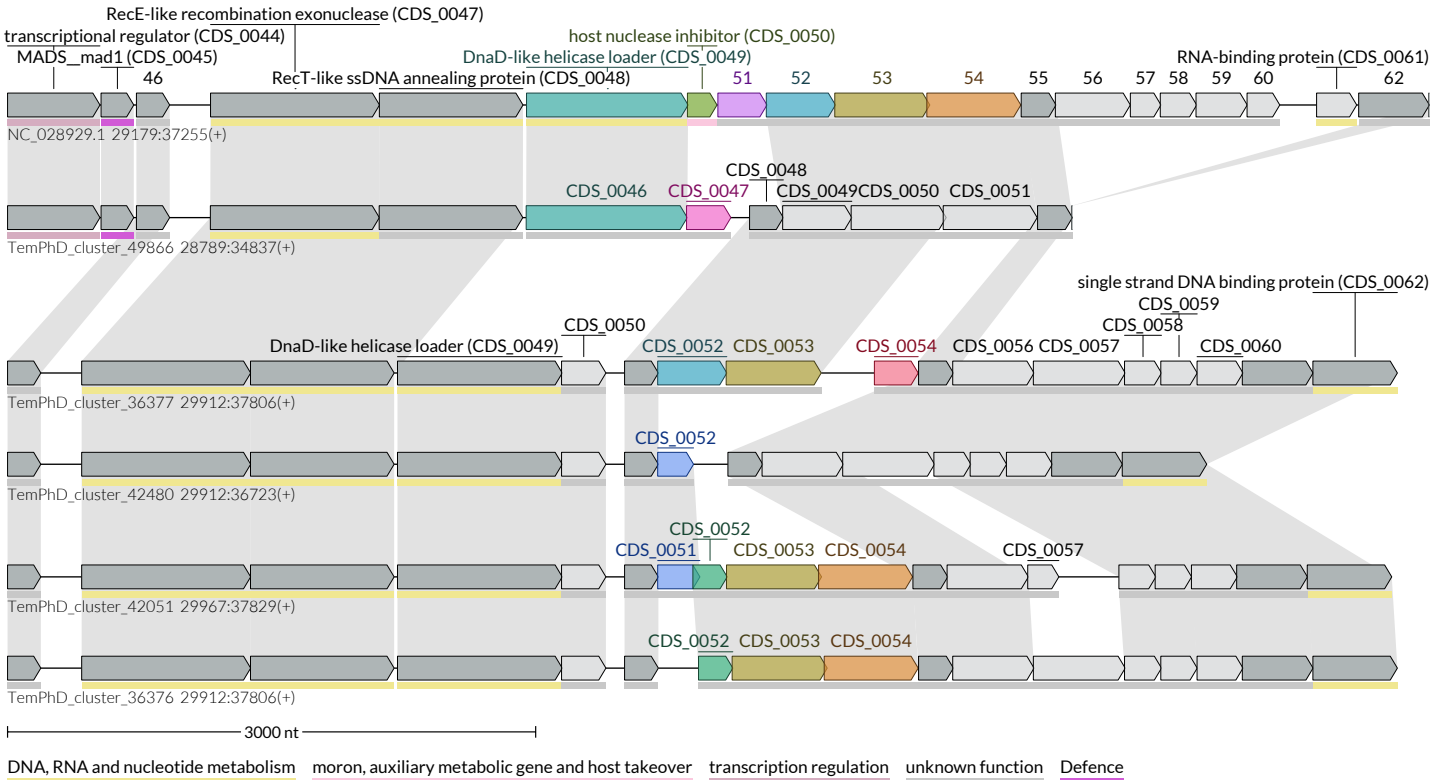 RecE-like recombination exonuclease (CDS_0047)
transcriptional regulator (CDS_0044)
host nuclease inhibitor (CDS_0050)
MADS__mad1 (CDS_0045)
DnaD-like helicase loader (CDS_0049)
RNA-binding protein (CDS_0061)
46
RecT-like ssDNA annealing protein (CDS_0048)
51 52 53 54 55 56 57 58 59 60 62
NC_028929.1 29179:37255(+)
CDS_0048
CDS_0046 CDS_0047 CDS_0049 CDS_0050 CDS_0051
TemPhD_cluster_49866 28789:34837(+)
single strand DNA binding protein (CDS_0062)
CDS_0059
CDS_0050 CDS_0058
DnaD-like helicase loader (CDS_0049) CDS_0052 CDS_0053 CDS_0054 CDS_0056 CDS_0057 CDS_0060
TemPhD_cluster_36377 29912:37806(+)
CDS_0052
TemPhD_cluster_42480 29912:36723(+)
CDS_0052
CDS_0051 CDS_0053 CDS_0054 CDS_0057
TemPhD_cluster_42051 29967:37829(+)
CDS_0052 CDS_0053 CDS_0054
TemPhD_cluster_36376 29912:37806(+)
3000 nt
DNA, RNA and nucleotide metabolism moron, auxiliary metabolic gene and host takeover transcription regulation unknown function Defence